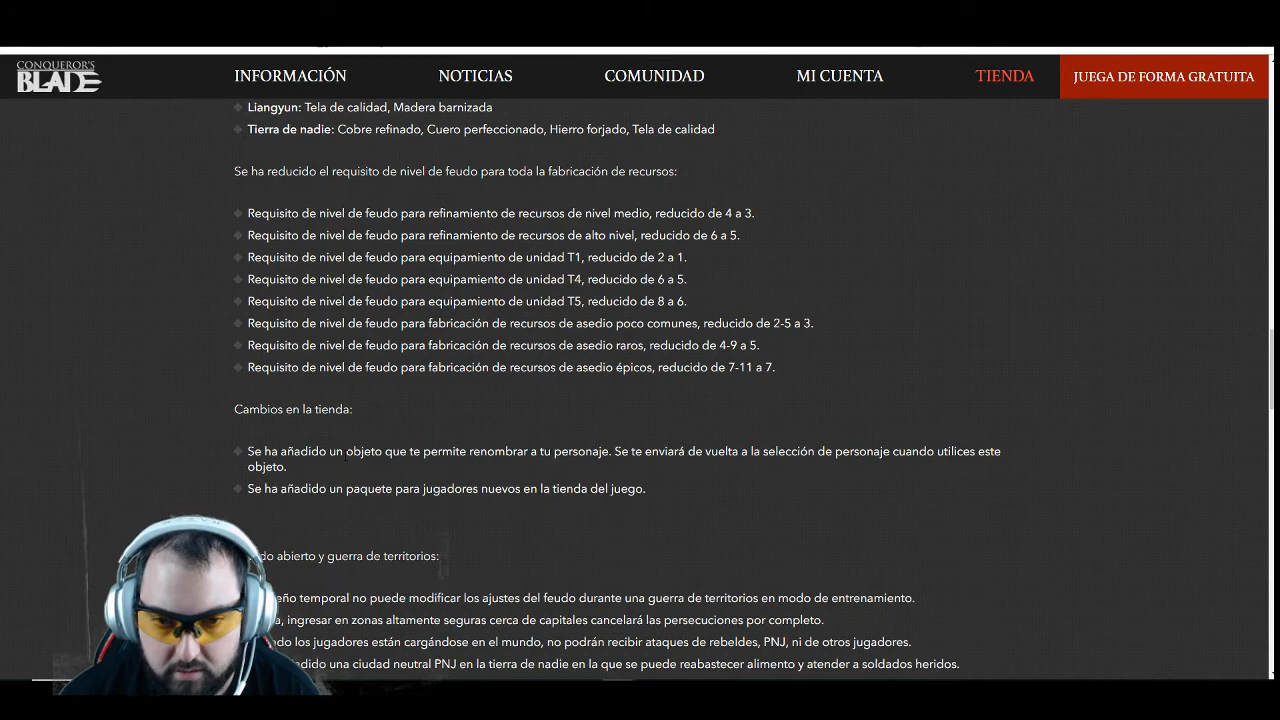 CONQUEROR'S
BLADE
INFORMACIÓN
NOTICIAS
COMUNIDAD
MI CUENTA
TIENDA
JUEGA DE FORMA GRATUITA
Liangyun: Tela de calidad, Madera barnizada
Tierra de nadie: Cobre refinado, Cuero perfeccionado, Hierro forjado, Tela de calidad
Se ha reducido el requisito de nivel de feudo para toda la fabricación de recursos:
Requisito de nivel de feudo para refinamiento de recursos de nivel medio, reducido de 4 a 3.
Requisito de nivel de feudo para refinamiento de recursos de alto nivel, reducido de 6 a 5.
Requisito de nivel de feudo para equipamiento de unidad T1, reducido de 2 a 1.
Requisito de nivel de feudo para equipamiento de unidad T4, reducido de 6 a 5.
Requisito de nivel de feudo para equipamiento de unidad T5, reducido de 8 a 6.
Requisito de nivel de feudo para fabricación de recursos de asedio poco comunes, reducido de 2-5 a 3.
Requisito de nivel de feudo para fabricación de recursos de asedio raros, reducido de 4-9 a 5.
Requisito de nivel de feudo para fabricación de recursos de asedio épicos, reducido de 7-11 a 7.
Cambios en la tienda:
Se ha añadido un objeto que te permite renombrar a tu personaje. Se te enviará de vuelta a la selección de personaje cuando utilices este
objeto.
Se ha añadido un paquete para jugadores nuevos en la tienda del juego.
abierto y guerra de territorios:
temporal no puede modificar los ajustes del feudo durante una guerra de territorios en modo de entrenamiento.
ingresar en zonas altamente seguras cerca de capitales cancelará las persecuciones por completo.
los jugadores están cargándose en el mundo, no podrán recibir ataques de rebeldes, PNJ, ni de otros jugadores.
una ciudad neutral PNJ en la tierra de nadie en la que se puede reabastecer alimento y atender a soldados heridos.